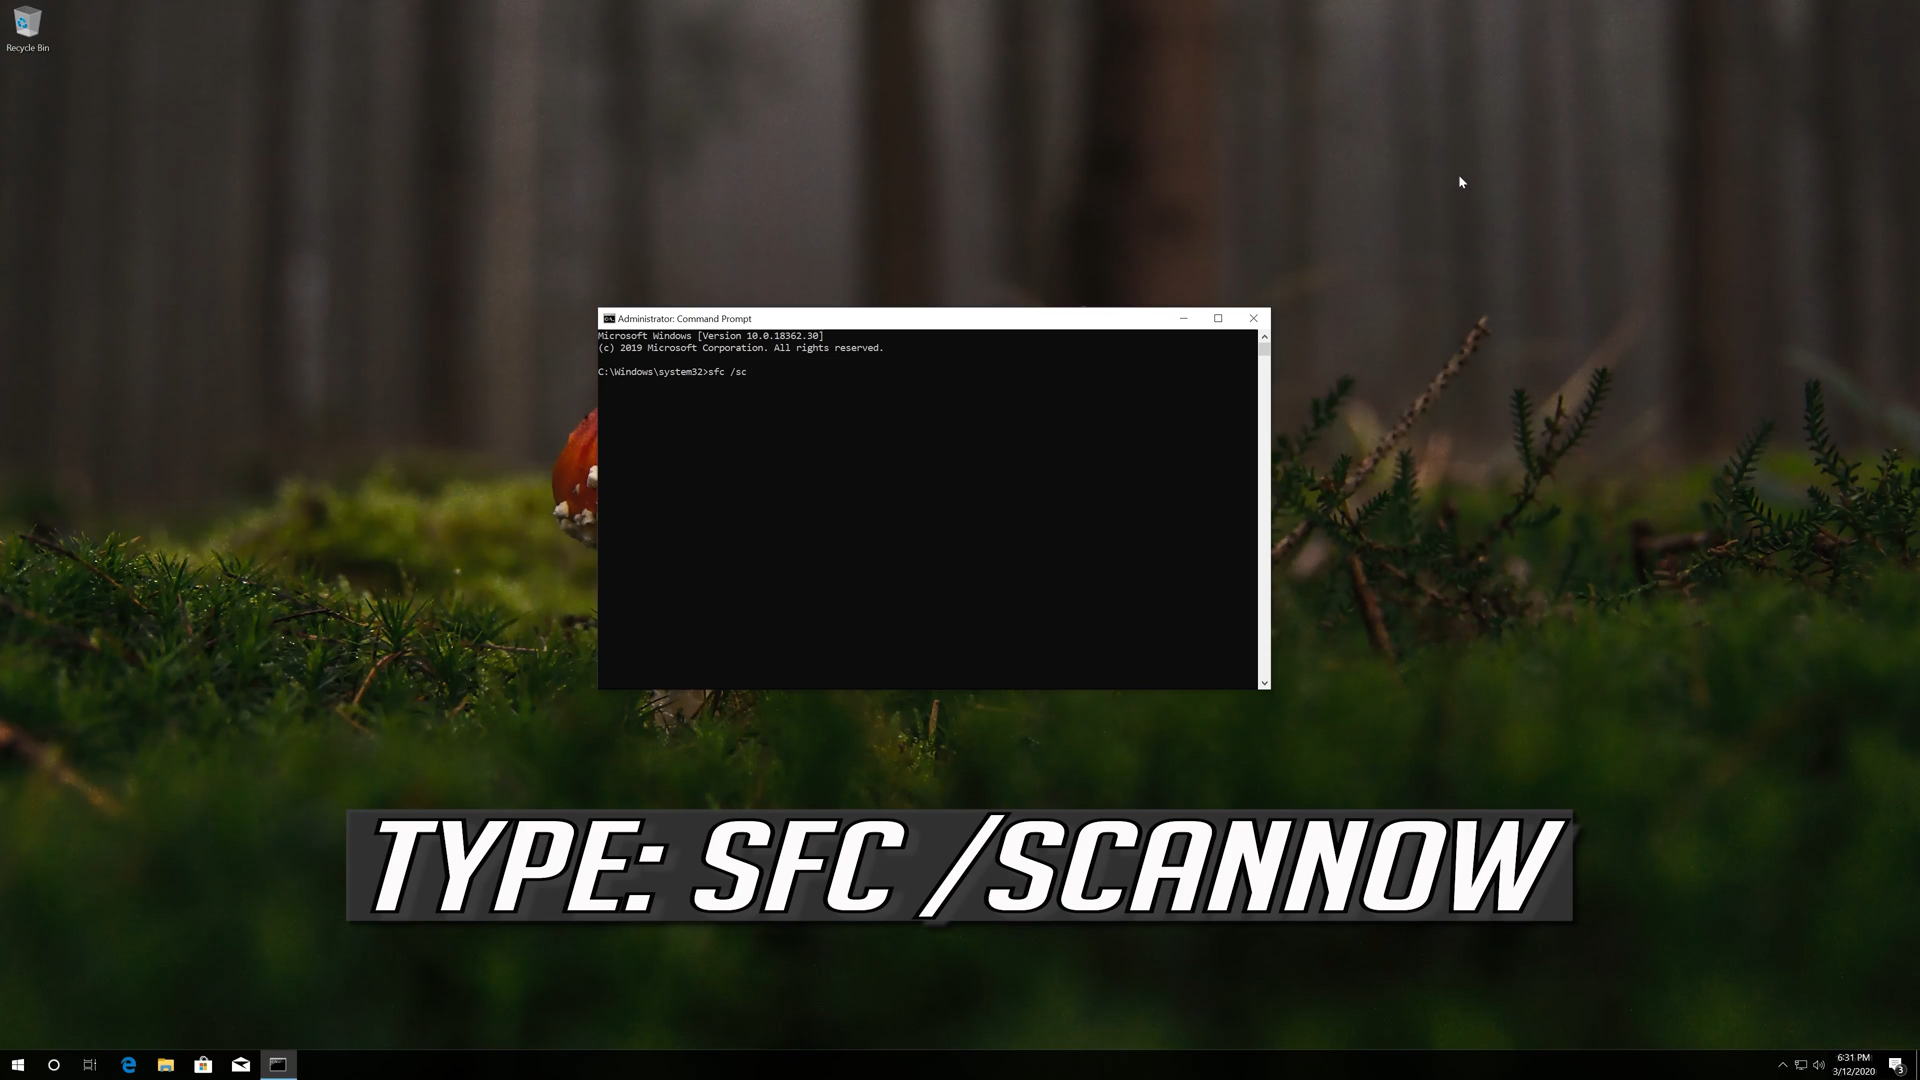 Recycle Bin
Administrator: Command Prompt
Microsoft Windows [Version 10.0.18362.30]
(c) 2019 Microsoft Corporation. All rights reserved.
C:\Windows\system32>sfc /sc
TYPE: SFC /SCANNOW
6:31 PM
3/12/2020
3